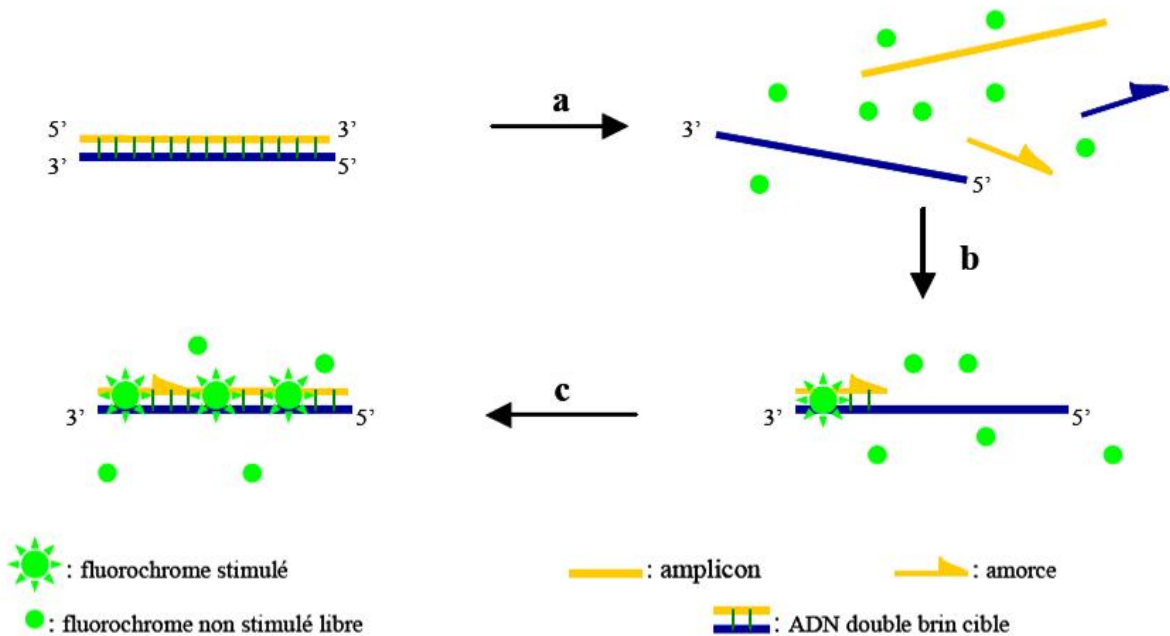 a
5’ 3’
3’ 5’
3’
5’
b
c
3’ 5’
3’ 5’
: fluorochrome stimulé
: amplicon
: amorce
: fluorochrome non stimulé libre
: ADN double brin cible